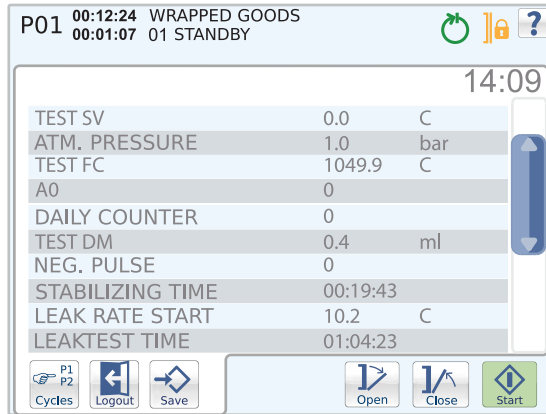 P01 00:12:24 WRAPPED GOODS
00:01:07 01 STANDBY
?
14:09
TEST SV 0.0 C
ATM. PRESSURE 1.0 bar
TEST FC 1049.9 C
A0 0
DAILY COUNTER 0
TEST DM 0.4 ml
NEG. PULSE 0
STABILIZING TIME 00:19:43
LEAK RATE START 10.2 C
LEAKTEST TIME 01:04:23
P1
P2
Cycles Logout Save Open Close Start